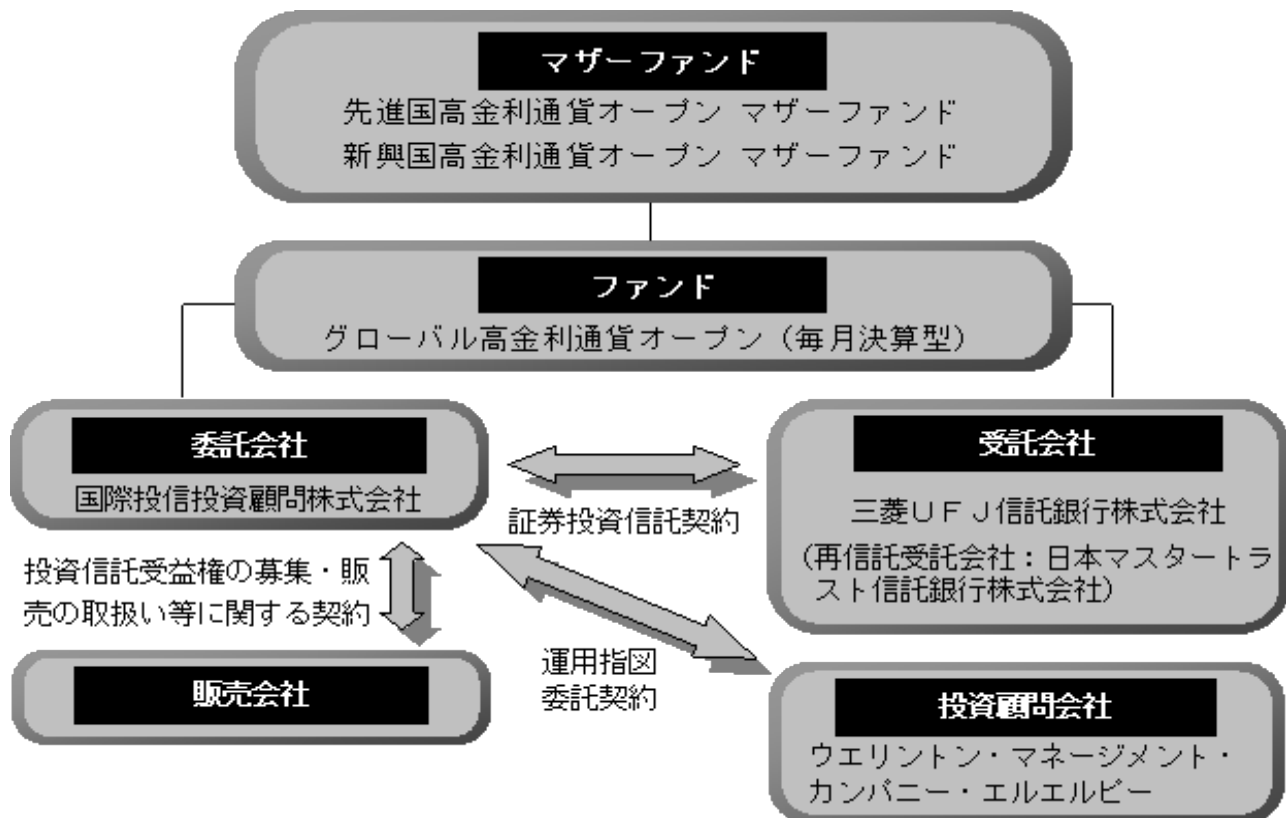 マザーファンド
先進国高金利通貨オープン マザーファンド
新興国高金利通貨オープン マザーファンド
ファンド
グローバル高金利通貨オープン（毎月決算型）
委託会社
国際投信投資顧問株式会社
証券投資信託契約
受託会社
三菱ＵＦＪ信託銀行株式会社
（再信託受託会社：日本マスタートラ
スト信託銀行株式会社）
投資信託受益権の募集・販
売の取扱い等に関する契約
運用指図
委託契約
販売会社
投資顧問会社
ウエリントン・マネージメント・
カンパニー・エルエルピー